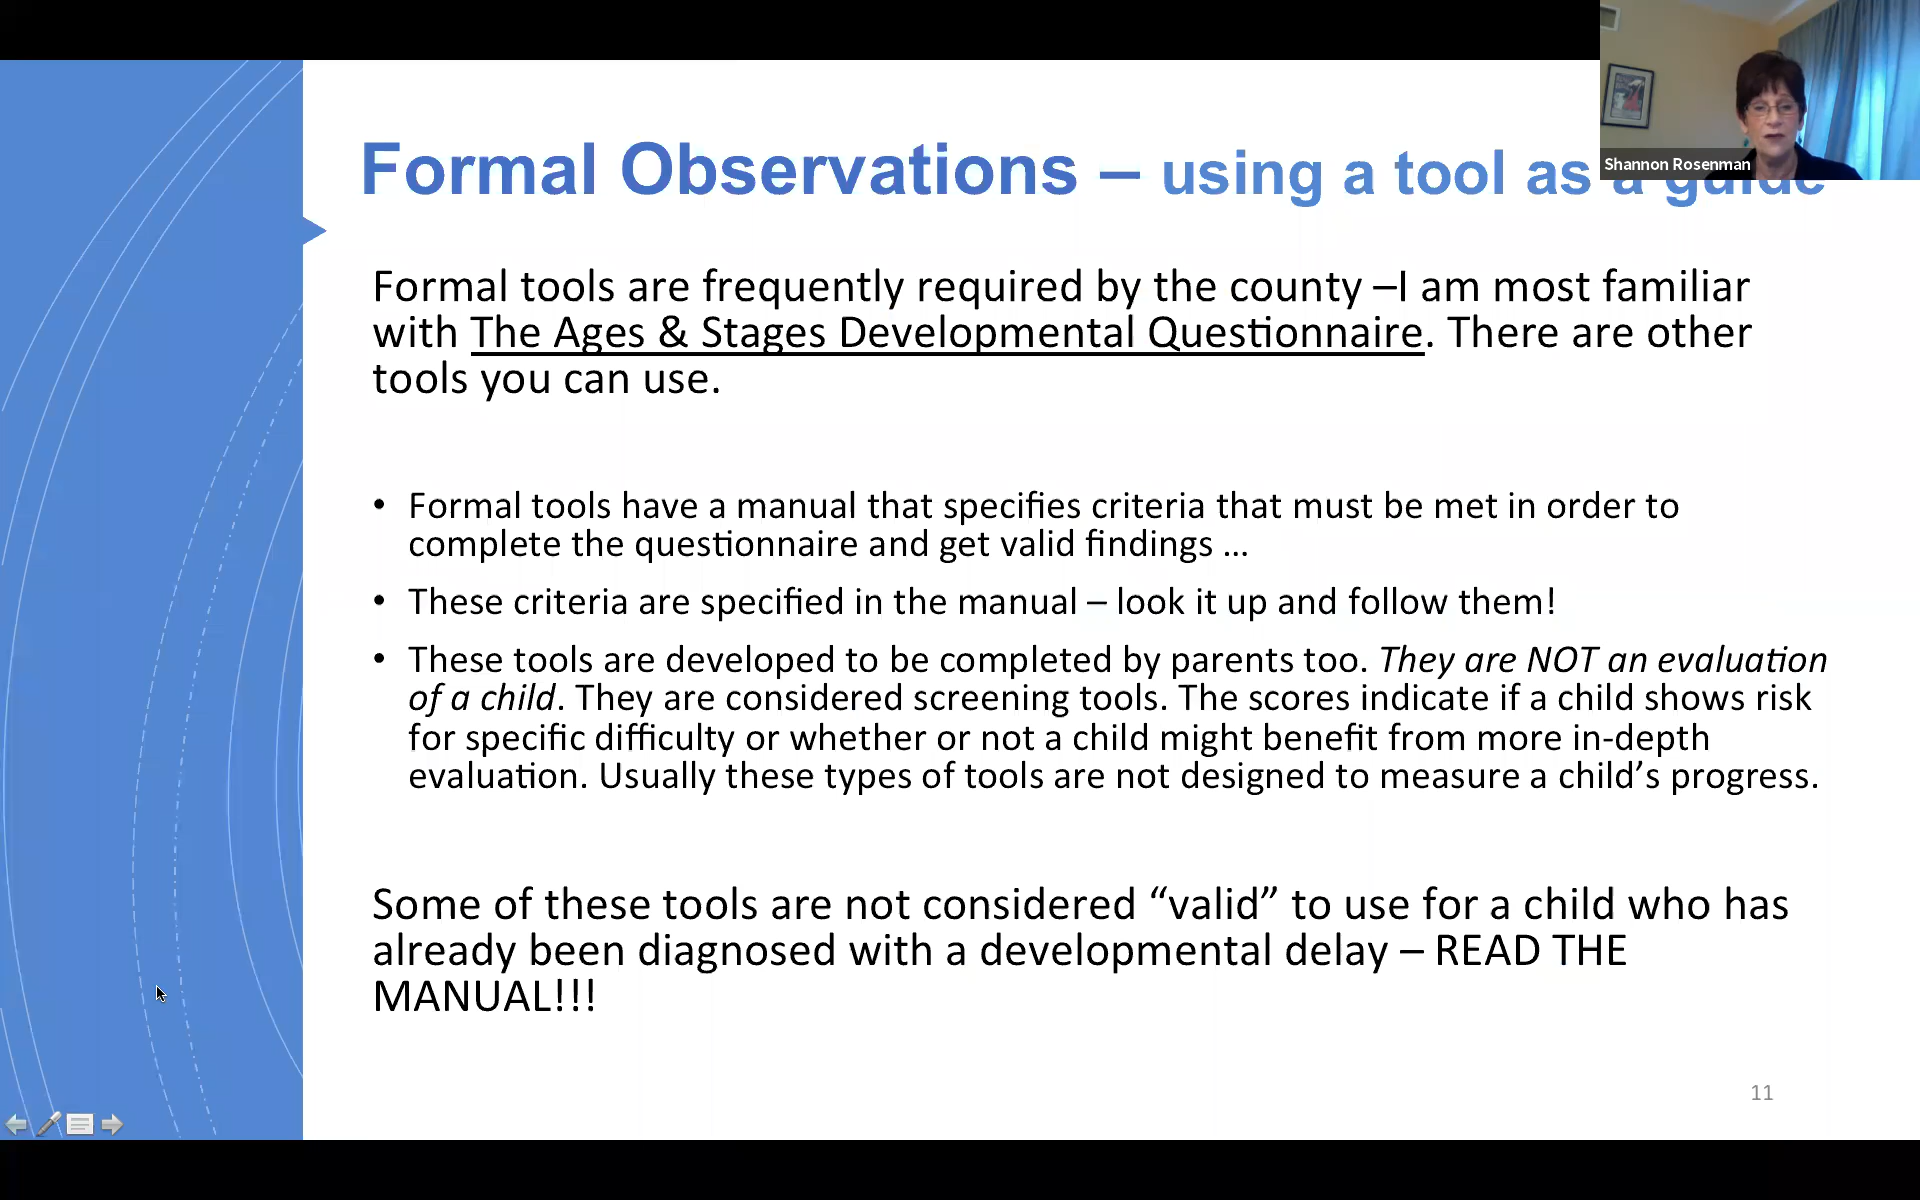 Formal Observations – using a tool as a guide
Shannon Rosenman
Formal tools are frequently required by the county –I am most familiar
with The Ages & Stages Developmental Questionnaire. There are other
tools you can use.
• Formal tools have a manual that specifies criteria that must be met in order to
complete the questionnaire and get valid findings ...
• These criteria are specified in the manual – look it up and follow them!
• These tools are developed to be completed by parents too. They are NOT an evaluation
of a child. They are considered screening tools. The scores indicate if a child shows risk
for specific difficulty or whether or not a child might benefit from more in-depth
evaluation. Usually these types of tools are not designed to measure a child’s progress.
Some of these tools are not considered “valid” to use for a child who has
already been diagnosed with a developmental delay – READ THE
MANUAL!!!
11